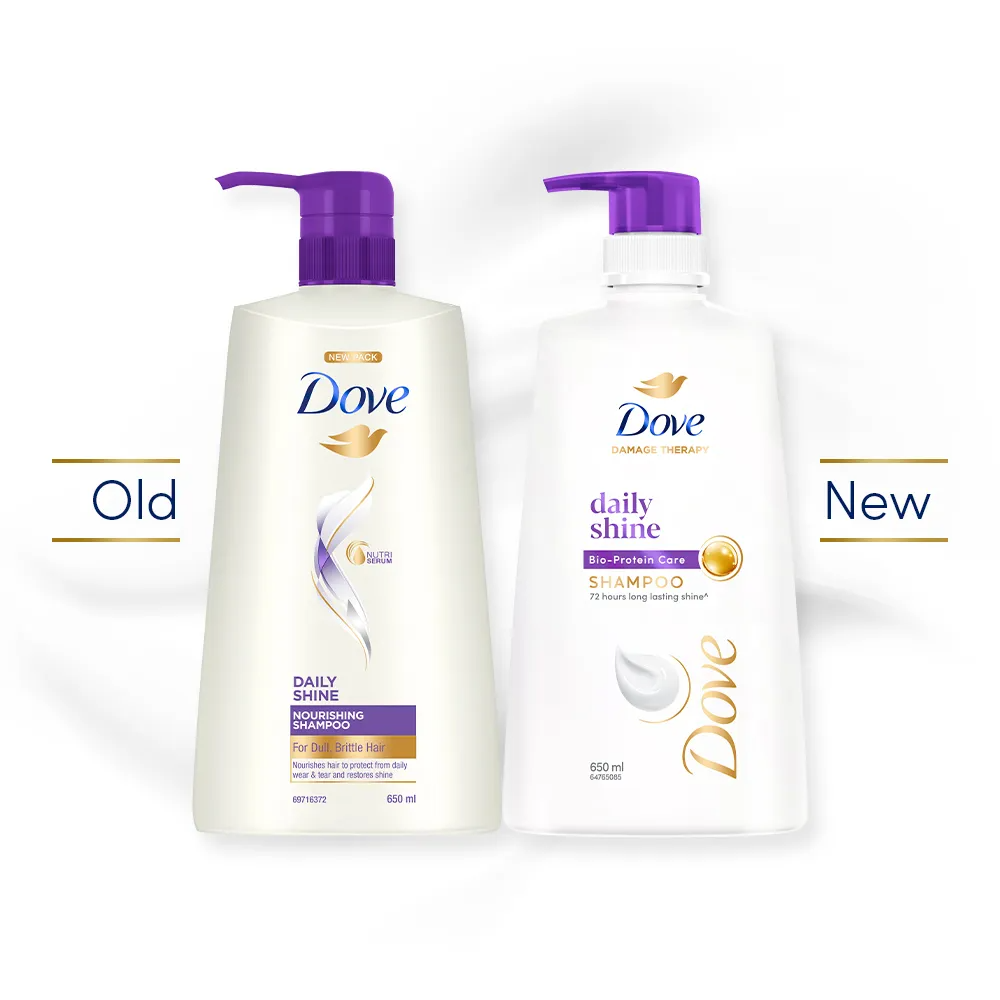 Old
NEW PACK
Dove
NUTRI
SERUM
DAILY
SHINE
NOURISHING
SHAMPOO
For Dull, Brittle Hair
Nourishes hair to protect from daily
wear & tear and restores shine
69716372 650 ml
Dove
DAMAGE THERAPY
daily
shine
Bio-Protein Care
SHAMPOO
72 hours long lasting shine^
Dove
650 ml
64765085
New